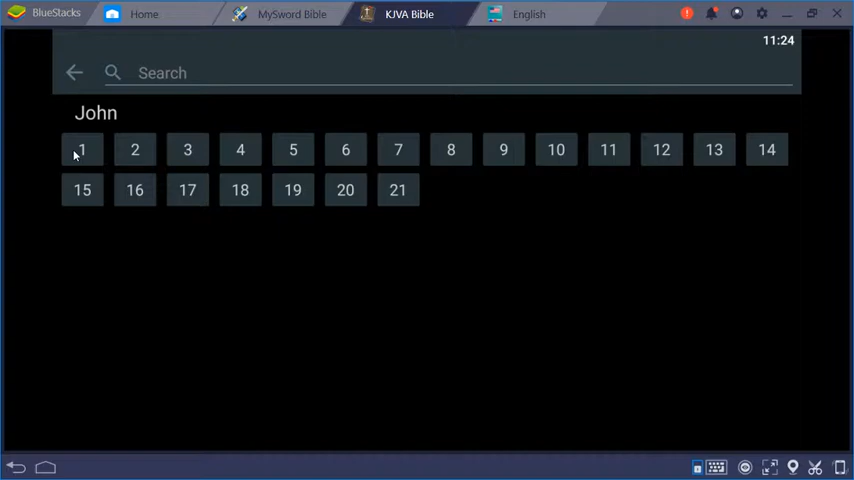 BlueStacks Home MySword Bible KJVA Bible English
11:24
Search
John
1 2 3 4 5 6 7 8 9 10 11 12 13 14
15 16 17 18 19 20 21